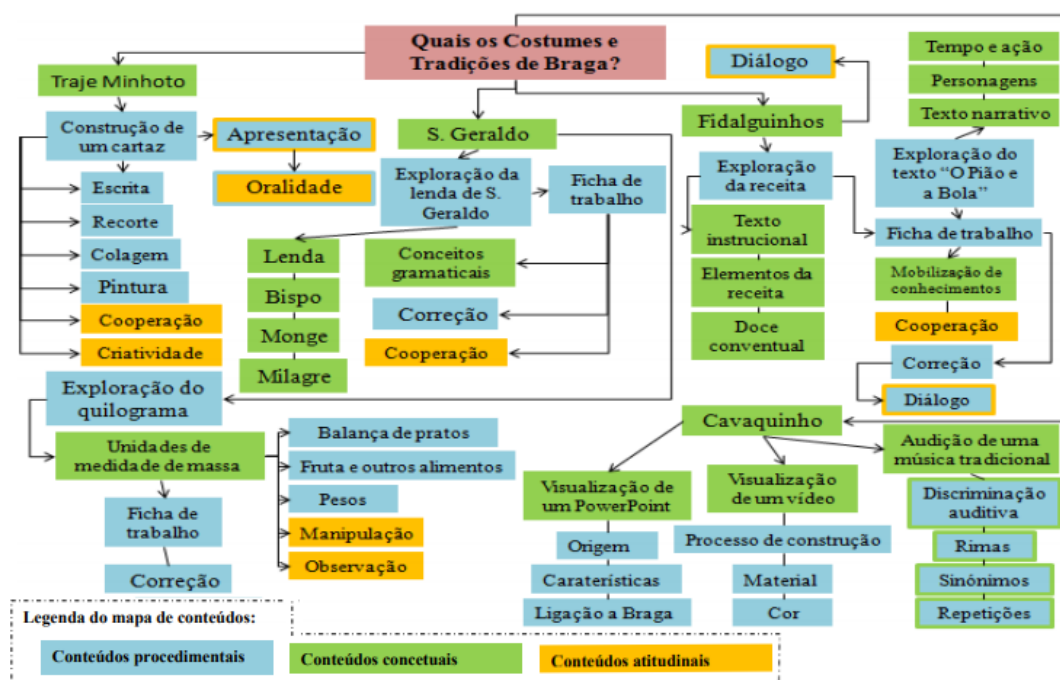 Quais os Costumes e
Tradições de Braga?
Traje Minhoto
Construção de
um cartaz
Apresentação
Oralidade
Escrita
Recorte
Colagem
Pintura
Cooperação
Criatividade
S. Geraldo
Exploração da
lenda de S.
Geraldo
Ficha de
trabalho
Lenda
Bispo
Monge
Milagre
Conceitos
gramaticais
Correção
Cooperação
Diálogo
Fidalguinhos
Exploração
da receita
Texto
instrucional
Elementos da
receita
Doce
conventual
Tempo e ação
Personagens
Texto narrativo
Exploração do
texto “O Pião e
a Bola”
Ficha de trabalho
Mobilização de
conhecimentos
Cooperação
Correção
Diálogo
Exploração do
quilograma
Unidades de
medidade de massa
Ficha de
trabalho
Correção
Balança de pratos
Fruta e outros alimentos
Pesos
Manipulação
Observação
Cavaquinho
Visualização de
um PowerPoint
Origem
Caraterísticas
Ligação a Braga
Visualização
de um vídeo
Processo de construção
Material
Cor
Audição de uma
música tradicional
Discriminação
auditiva
Rimas
Sinónimos
Repetições
Legenda do mapa de conteúdos:
Conteúdos procedimentais
Conteúdos concetuais
Conteúdos atitudinais